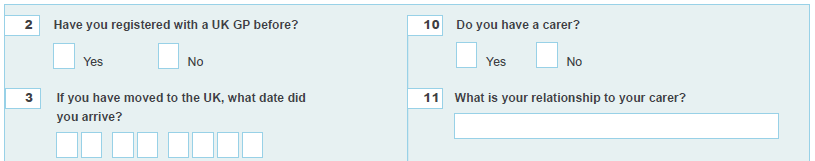 2 Have you registered with a UK GP before?
Yes No
3 If you have moved to the UK, what date did
you arrive?
10 Do you have a carer?
Yes No
11 What is your relationship to your carer?